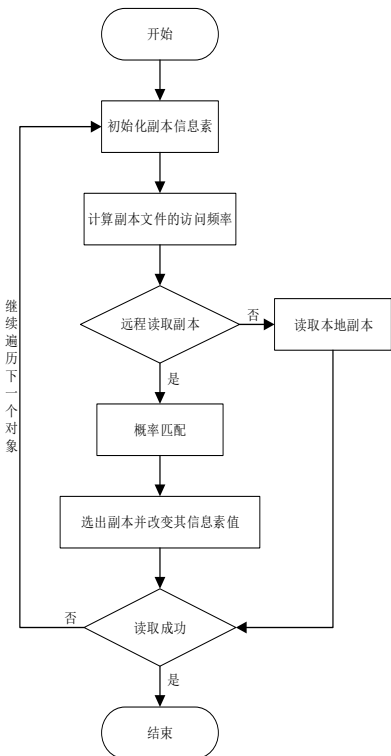 开始
初始化副本信息素
计算副本文件的访问频率
远程读取副本
否
读取本地副本
是
概率匹配
选出副本并改变其信息素值
继续遍历下一个对象
否
读取成功
是
结束